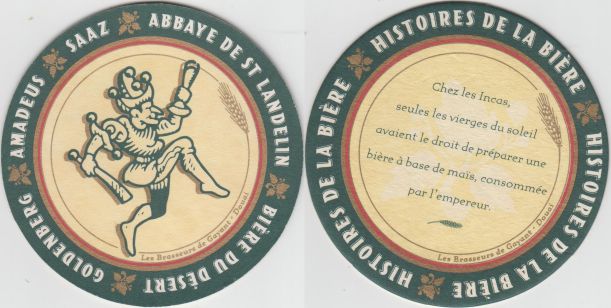 GOLDENBERG AMADEUS SAAZ ABBAYE DE ST LANDELIN BIÈRE DU DÉSERT
Les Brasseurs de Gayant - Douai
HISTOIRES DE LA BIÈRE HISTOIRES DE LA BIÈRE HISTOIRES DE LA BIÈRE
Chez les Incas,
seules les vierges du soleil
avaient le droit de préparer une
bière à base de maïs, consommée
par l'empereur.
Les Brasseurs de Gayant - Douai